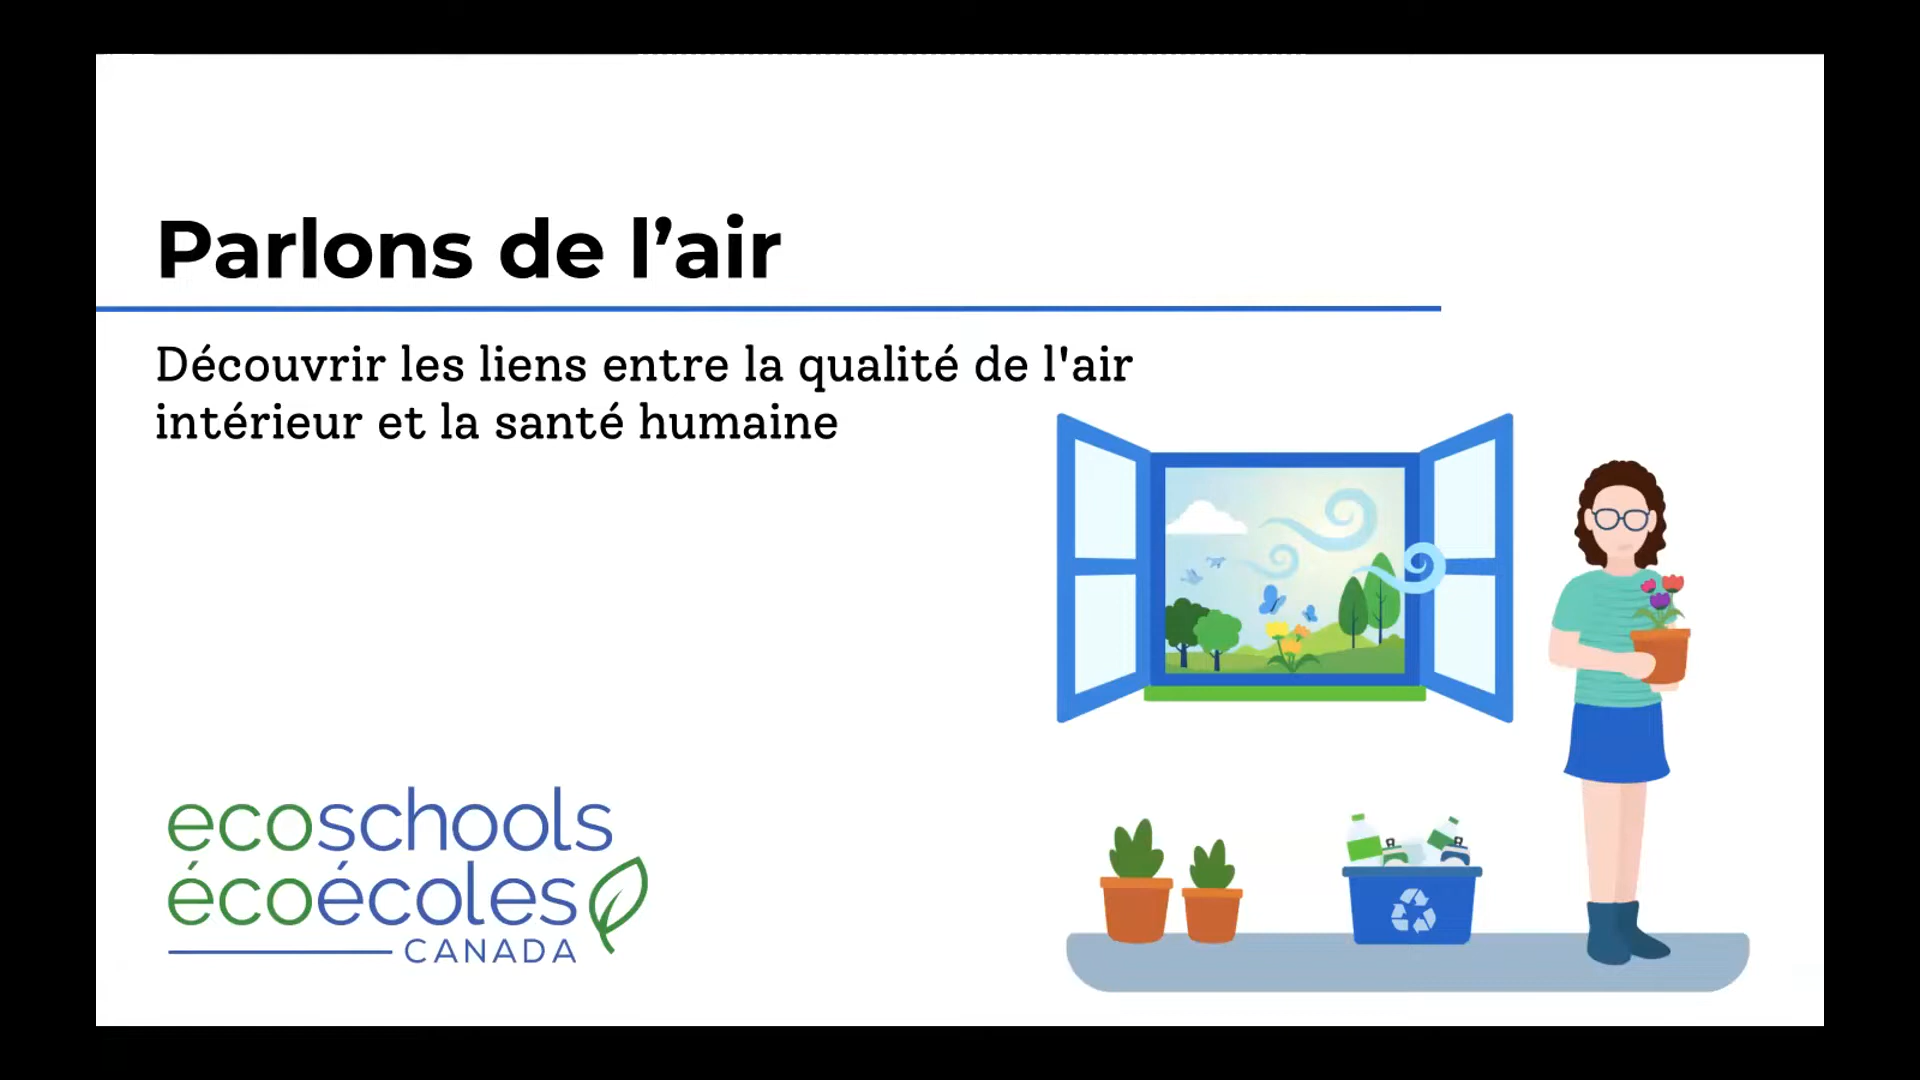 Parlons de l’air
Découvrir les liens entre la qualité de l'air
intérieur et la santé humaine
ecoschools
écoécoles
CANADA